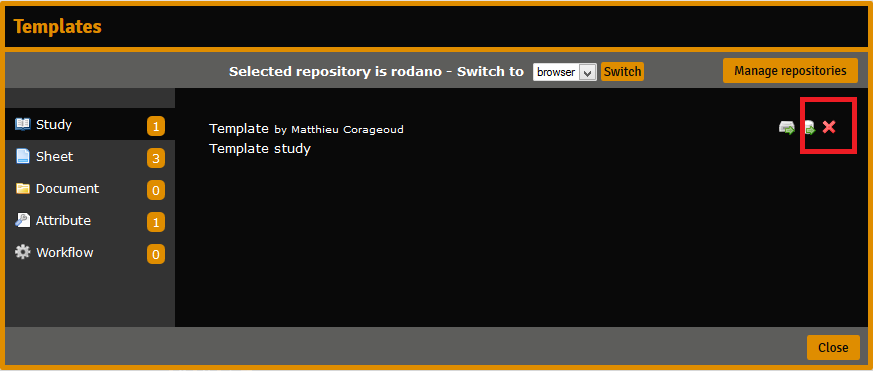 Templates
Selected repository is rodano - Switch to browser Switch Manage repositories
Study 1
Sheet 3
Document 0
Attribute 1
Workflow 0
Template by Matthieu Corageoud
Template study
Close